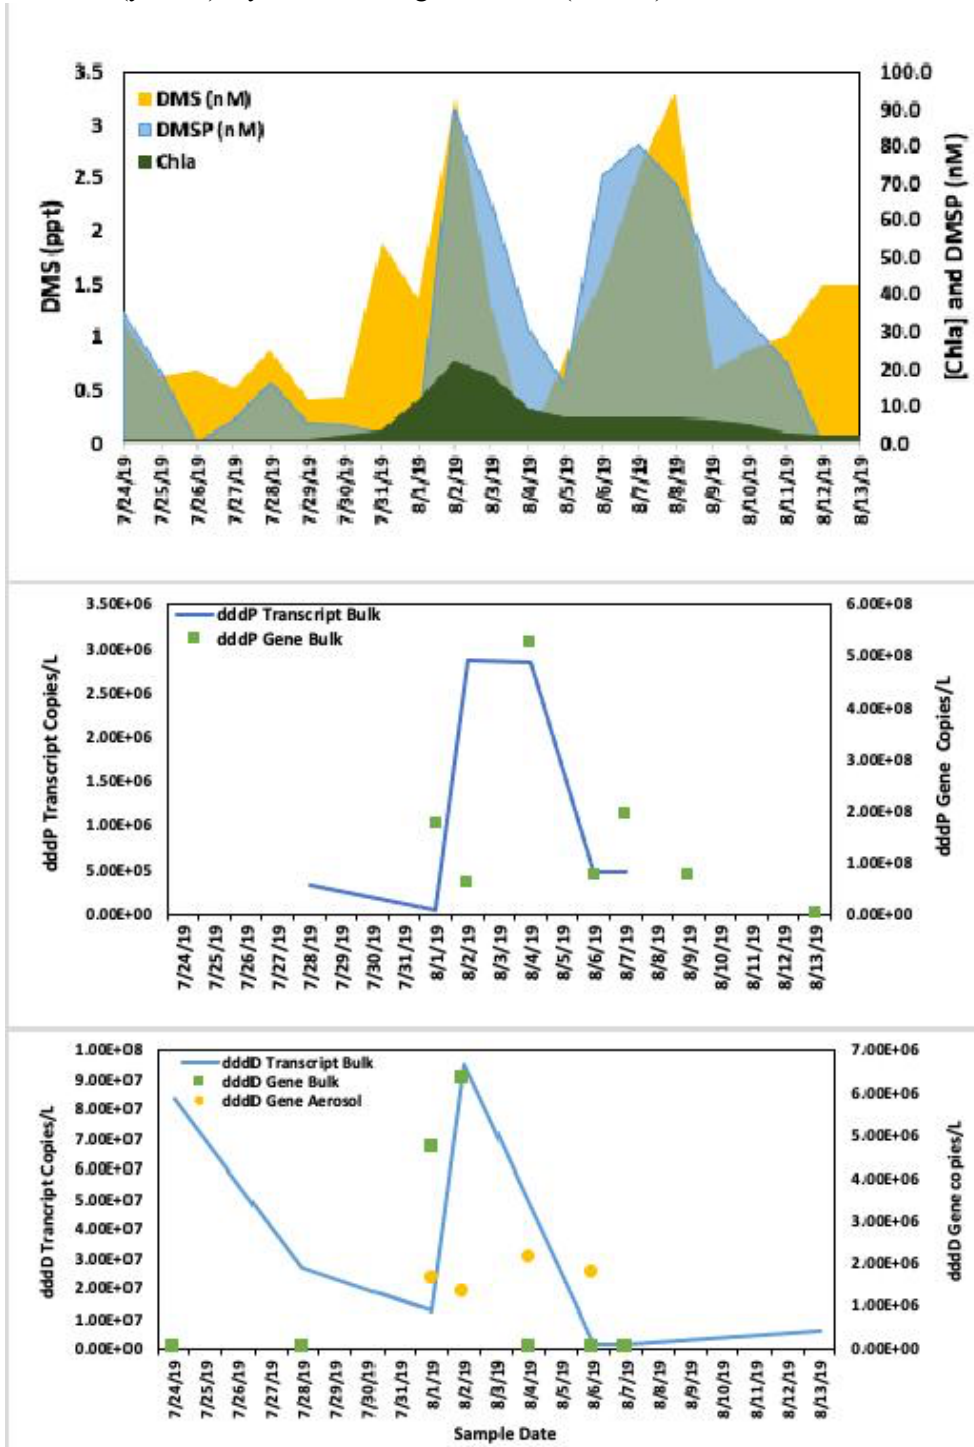 3.5
3
2.5
2
1.5
1
0.5
0
DMS (ppt)
DMS (nM)
DMSP (nM)
Chla
100.0
90.0
80.0
70.0
60.0
50.0
40.0
30.0
20.0
10.0
0.0
[Chla] and DMSP (nM)
7/24/19
7/25/19
7/26/19
7/27/19
7/28/19
7/29/19
7/30/19
7/31/19
8/1/19
8/2/19
8/3/19
8/4/19
8/5/19
8/6/19
8/7/19
8/8/19
8/9/19
8/10/19
8/11/19
8/12/19
8/13/19
3.50E+06
3.00E+06
2.50E+06
2.00E+06
1.50E+06
1.00E+06
5.00E+05
0.00E+00
dddP Transcript Copies/L
dddP Transcript Bulk
dddP Gene Bulk
6.00E+08
5.00E+08
4.00E+08
3.00E+08
2.00E+08
1.00E+08
0.00E+00
dddP Gene Copies/L
7/24/19
7/25/19
7/26/19
7/27/19
7/28/19
7/29/19
7/30/19
7/31/19
8/1/19
8/2/19
8/3/19
8/4/19
8/5/19
8/6/19
8/7/19
8/8/19
8/9/19
8/10/19
8/11/19
8/12/19
8/13/19
1.00E+08
9.00E+07
8.00E+07
7.00E+07
6.00E+07
5.00E+07
4.00E+07
3.00E+07
2.00E+07
1.00E+07
0.00E+00
dddD Trancript Copies/L
dddD Transcript Bulk
dddD Gene Bulk
dddD Gene Aerosol
7.00E+06
6.00E+06
5.00E+06
4.00E+06
3.00E+06
2.00E+06
1.00E+06
0.00E+00
dddD Gene copies/L
7/24/19
7/25/19
7/26/19
7/27/19
7/28/19
7/29/19
7/30/19
7/31/19
8/1/19
8/2/19
8/3/19
8/4/19
8/5/19
8/6/19
8/7/19
8/8/19
8/9/19
8/10/19
8/11/19
8/12/19
8/13/19
Sample Date